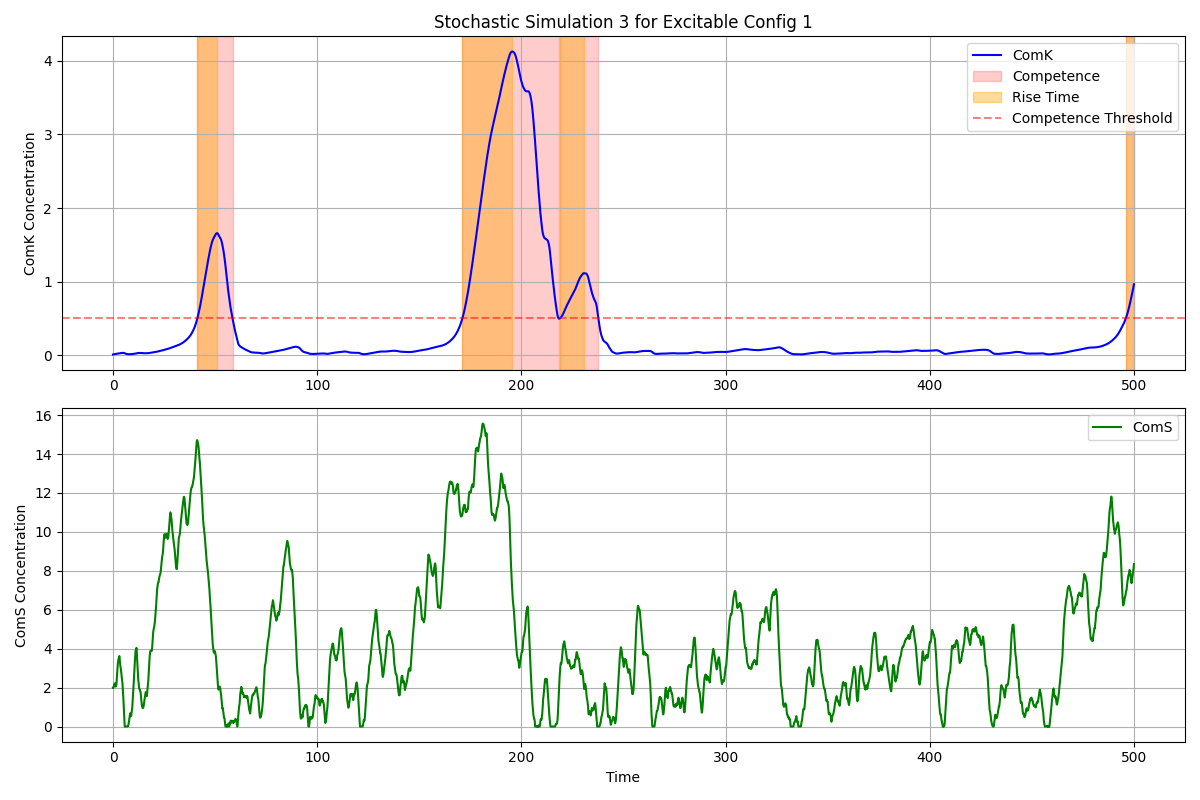 Stochastic Simulation 3 for Excitable Config 1
ComK Concentration
4
3
2
1
0
ComK
Competence
Rise Time
Competence Threshold
0 100 200 300 400 500
ComS Concentration
16
14
12
10
8
6
4
2
0
ComS
0 100 200 300 400 500
Time